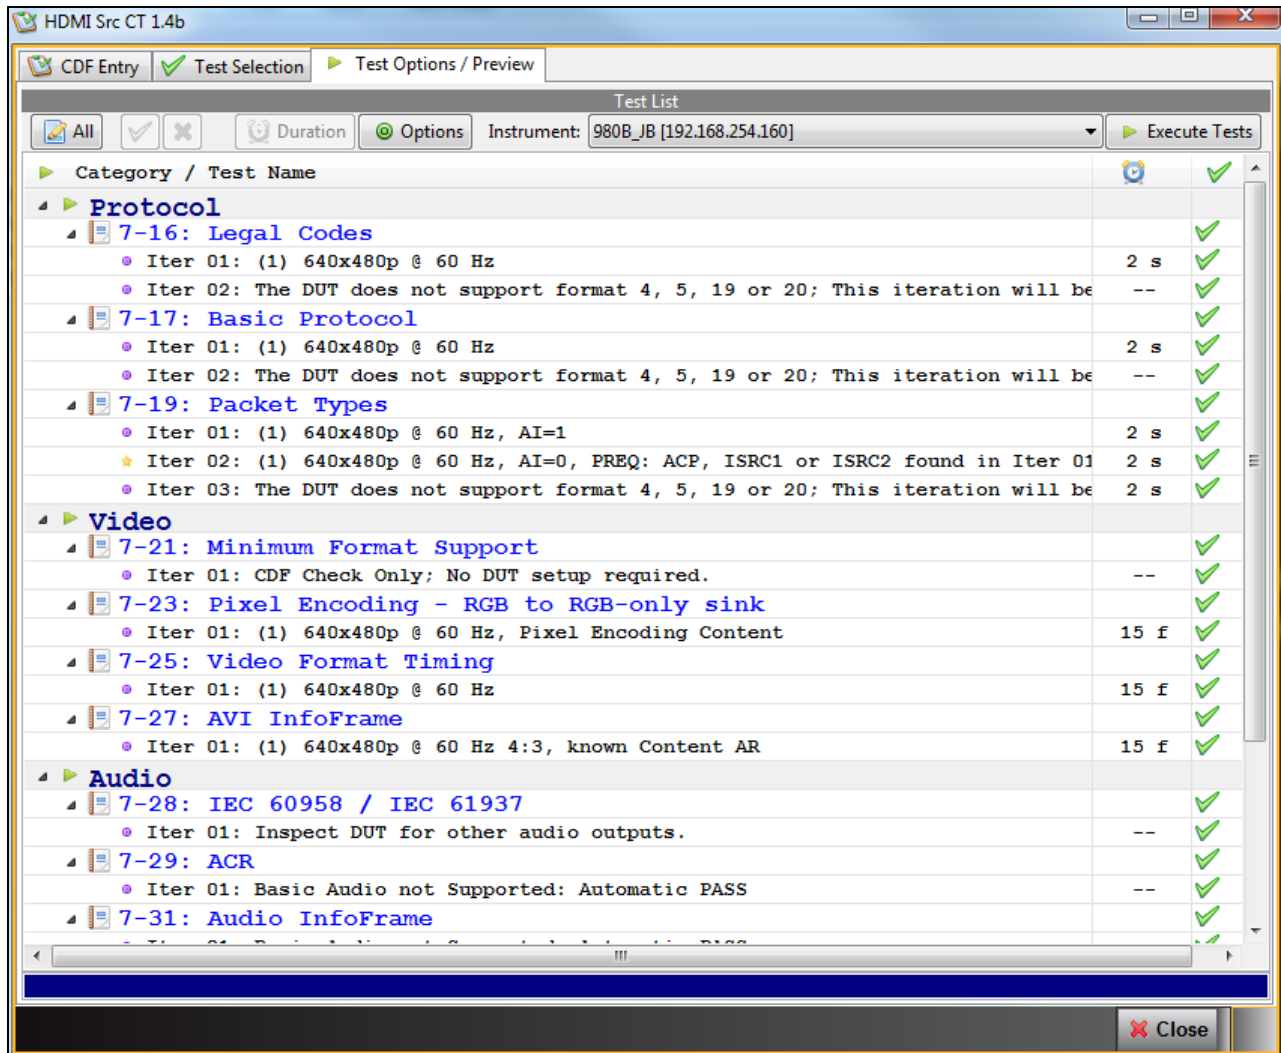 HDMI Src CT 1.4b
CDF Entry Test Selection Test Options / Preview
Test List
All Duration Options Instrument: 980B_JB [192.168.254.160] Execute Tests
Category / Test Name
Protocol
7-16: Legal Codes
Iter 01: (1) 640x480p @ 60 Hz 2 s
Iter 02: The DUT does not support format 4, 5, 19 or 20; This iteration will be --
7-17: Basic Protocol
Iter 01: (1) 640x480p @ 60 Hz 2 s
Iter 02: The DUT does not support format 4, 5, 19 or 20; This iteration will be --
7-19: Packet Types
Iter 01: (1) 640x480p @ 60 Hz, AI=1 2 s
Iter 02: (1) 640x480p @ 60 Hz, AI=0, PREQ: ACP, ISRC1 or ISRC2 found in Iter 01 2 s
Iter 03: The DUT does not support format 4, 5, 19 or 20; This iteration will be 2 s
Video
7-21: Minimum Format Support
Iter 01: CDF Check Only; No DUT setup required. --
7-23: Pixel Encoding - RGB to RGB-only sink
Iter 01: (1) 640x480p @ 60 Hz, Pixel Encoding Content 15 f
7-25: Video Format Timing
Iter 01: (1) 640x480p @ 60 Hz 15 f
7-27: AVI InfoFrame
Iter 01: (1) 640x480p @ 60 Hz 4:3, known Content AR 15 f
Audio
7-28: IEC 60958 / IEC 61937
Iter 01: Inspect DUT for other audio outputs. --
7-29: ACR
Iter 01: Basic Audio not Supported: Automatic PASS --
7-31: Audio InfoFrame
Close